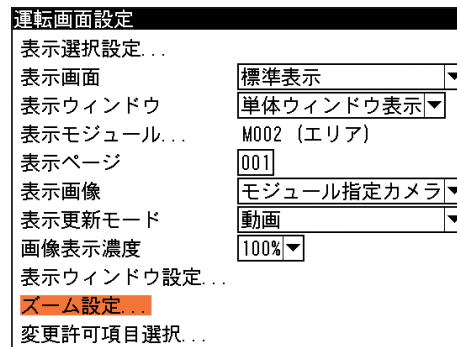 運転画面設定
表示選択設定...
表示画面 標準表示
表示ウィンドウ 単体ウィンドウ表示
表示モジュール... M002 (エリア)
表示ページ 001
表示画像 モジュール指定カメラ
表示更新モード 動画
画像表示濃度 100%
表示ウィンドウ設定...
ズーム設定...
変更許可項目選択...